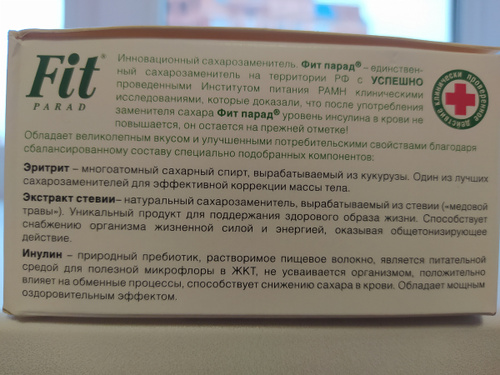 Fit®
PARAD
Инновационный сахарозаменитель. Фит парад® – единствен-
ный сахарозаменитель на территории РФ с УСПЕШНО
проведенными Институтом питания РАМН клиническими
исследованиями, которые доказали, что после употребления
заменителя сахара Фит парад® уровень инсулина в крови не
повышается, он остается на прежней отметке!
Обладает великолепным вкусом и улучшенными потребительскими свойствами благодаря
сбалансированному составу специально подобранных компонентов:
Эритрит – многоатомный сахарный спирт, вырабатываемый из кукурузы. Один из лучших
сахарозаменителей для эффективной коррекции массы тела.
Экстракт стевии– натуральный сахарозаменитель, вырабатываемый из стевии («медовой
травы»). Уникальный продукт для поддержания здорового образа жизни. Способствует
снабжению организма жизненной силой и энергией, оказывая общетонизирующее
действие.
Инулин – природный пребиотик, растворимое пищевое волокно, является питательной
средой для полезной микрофлоры в ЖКТ, не усваивается организмом, положительно
влияет на обменные процессы, способствует снижению сахара в крови. Обладает мощным
оздоровительным эффектом.
клинически проверенное действие